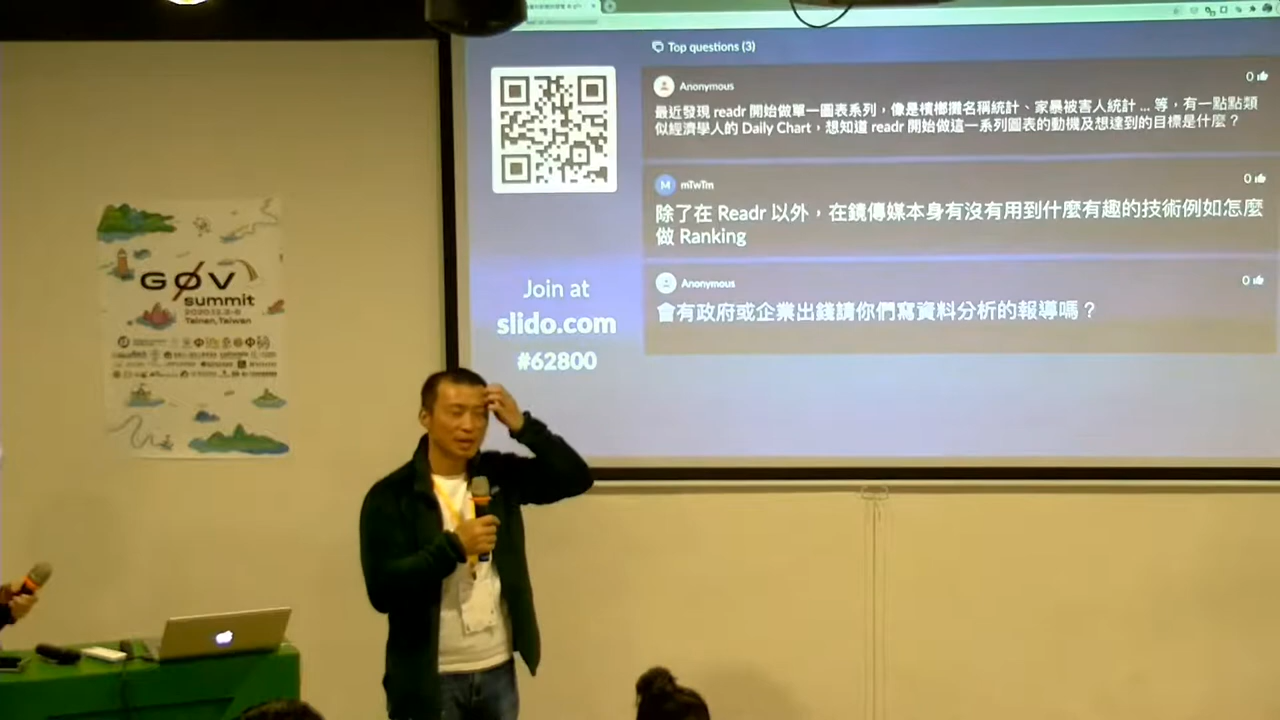 Top questions (3)
Anonymous
0
最近發現 readr 開始做單一圖表系列，像是檳榔攤名稱統計、家暴被害人統計 ... 等，有一點點類
似經濟學人的 Daily Chart，想知道 readr 開始做這一系列圖表的動機及想達到的目標是什麼？
M
mTwTm
0
除了在 Readr 以外，在鏡傳媒本身有沒有用到什麼有趣的技術例如怎麼
做 Ranking
Anonymous
0
會有政府或企業出錢請你們寫資料分析的報導嗎？
Join at
slido.com
#62800
GØV
summit
2020.12.3-6
Tainan, Taiwan